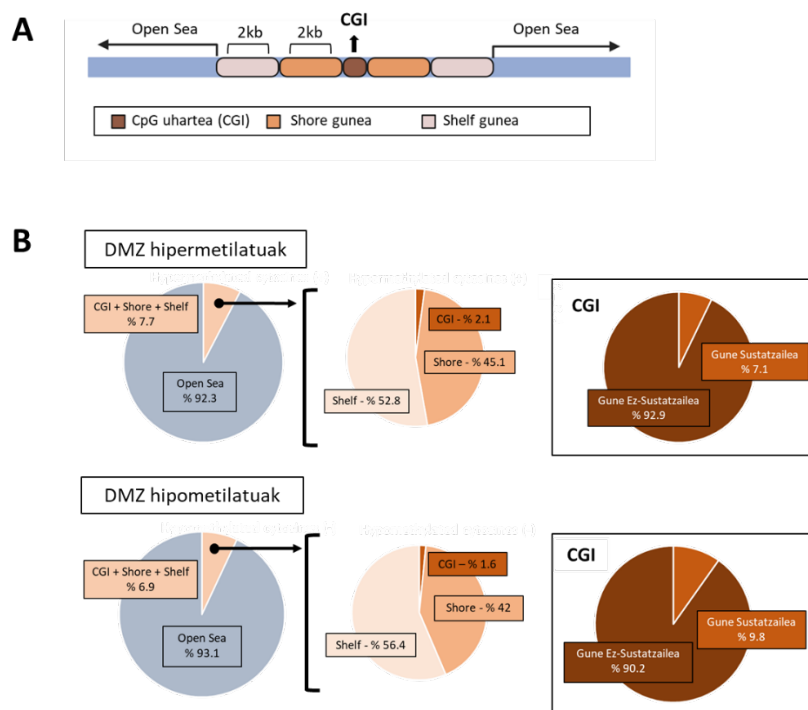 A
CGI
Open Sea
2kb
2kb
Open Sea
CpG uhartea (CGI)
Shore gunea
Shelf gunea
B
DMZ hipermetilatuak
CGI + Shore + Shelf
% 7.7
Open Sea
% 92.3
CGI - % 2.1
Shore - % 45.1
Shelf - % 52.8
CGI
Gune Sustatzailea
% 7.1
Gune Ez-Sustatzailea
% 92.9
DMZ hipometilatuak
CGI + Shore + Shelf
% 6.9
Open Sea
% 93.1
CGI – % 1.6
Shore - % 42
Shelf - % 56.4
CGI
Gune Sustatzailea
% 9.8
Gune Ez-Sustatzailea
% 90.2